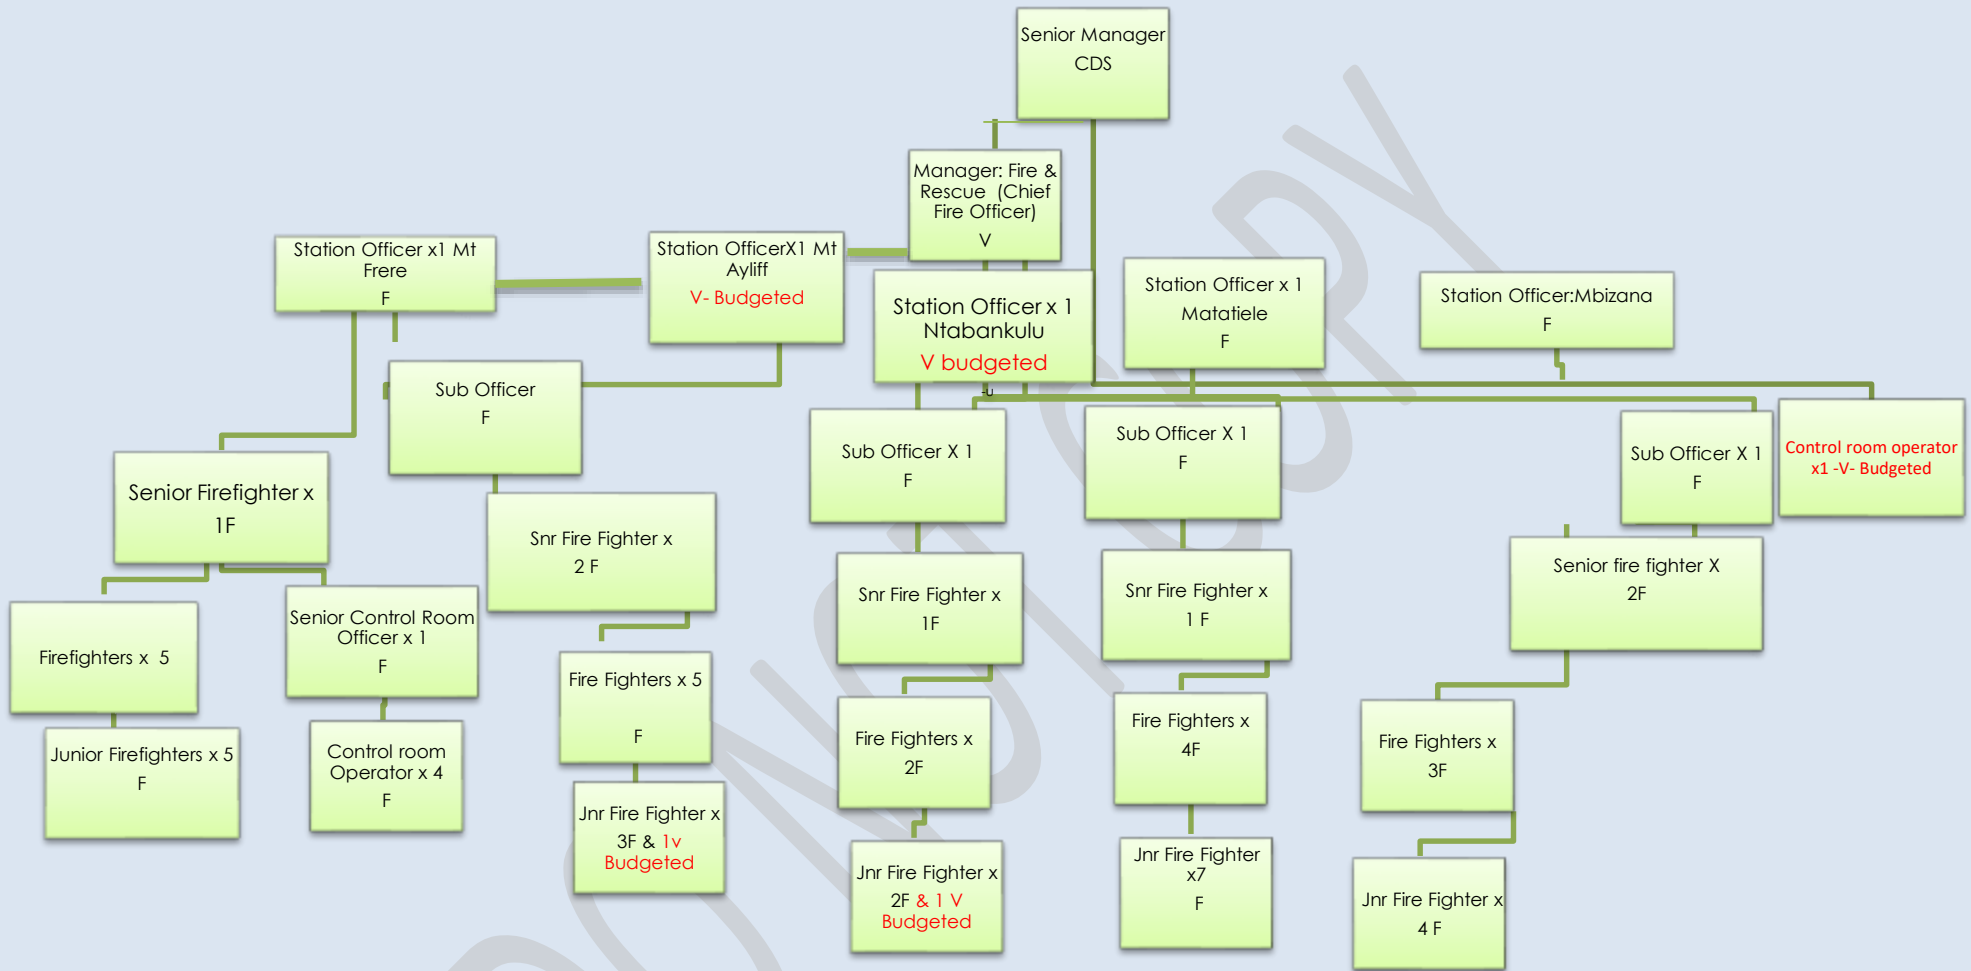 Senior Manager
CDS
Manager: Fire &
Rescue (Chief
Fire Officer)
V
Station Officer x1 Mt
Frere
F
Station OfficerX1 Mt
Ayliff
V- Budgeted
Station Officer x 1
Ntabankulu
V budgeted
Station Officer x 1
Matatiele
F
Station Officer:Mbizana
F
-u
Sub Officer
F
Sub Officer X 1
F
Sub Officer X 1
F
Sub Officer X 1
F
Control room operator
x1 -V- Budgeted
Senior Firefighter x
1F
Snr Fire Fighter x
2 F
Snr Fire Fighter x
1F
Snr Fire Fighter x
1 F
Senior fire fighter X
2F
Firefighters x 5
Senior Control Room
Officer x 1
F
Fire Fighters x 5
F
Fire Fighters x
2F
Fire Fighters x
4F
Fire Fighters x
3F
Junior Firefighters x 5
F
Control room
Operator x 4
F
Jnr Fire Fighter x
3F & 1v
Budgeted
Jnr Fire Fighter x
2F & 1 V
Budgeted
Jnr Fire Fighter
x7
F
Jnr Fire Fighter x
4 F
DO NOT COPY